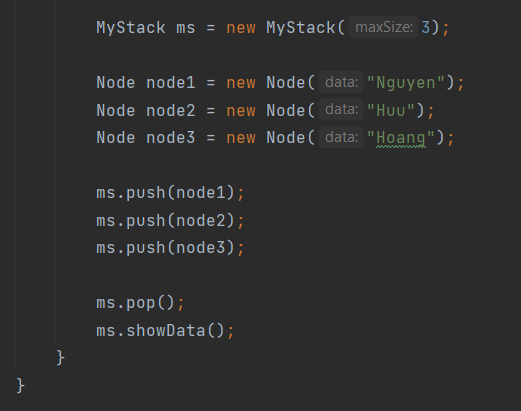 MyStack ms = new MyStack( maxSize: 3);
Node node1 = new Node( data: "Nguyen");
Node node2 = new Node( data: "Huu");
Node node3 = new Node( data: "Hoang");
ms.push(node1);
ms.push(node2);
ms.push(node3);
ms.pop();
ms.showData();
}
}